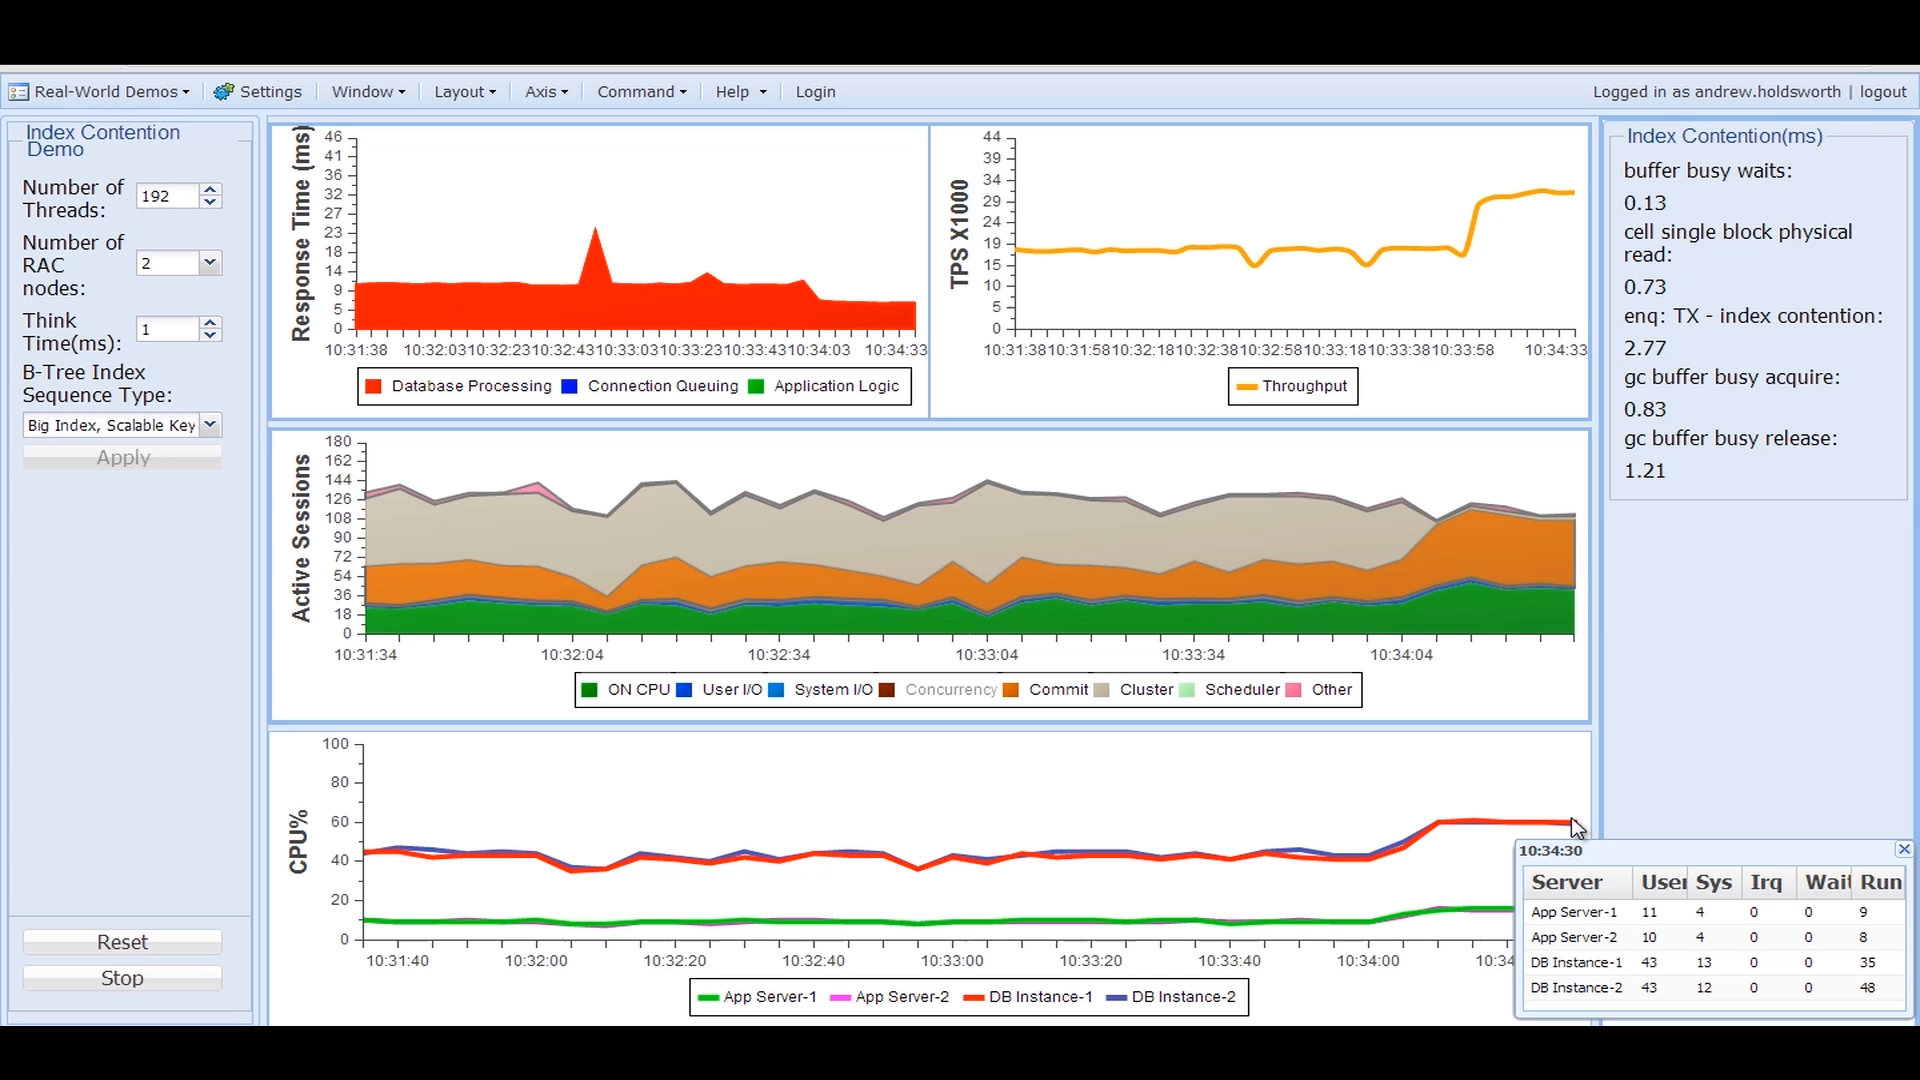 Real-World Demos
Settings
Window
Layout
Axis
Command
Help
Login
Logged in as andrew.holdsworth | logout
Index Contention
Demo
Number of
Threads:
192
Number of
RAC
nodes:
2
Think
Time(ms):
1
B-Tree Index
Sequence Type:
Big Index, Scalable Key
Apply
Reset
Stop
Response Time (ms)
46
41
36
32
27
23
18
14
9
5
0
10:31:38 10:32:03 10:32:23 10:32:43 10:33:03 10:33:23 10:33:43 10:34:03 10:34:33
Database Processing Connection Queuing Application Logic
TPS X1000
44
39
34
29
24
19
15
10
5
0
10:31:38 10:31:58 10:32:18 10:32:38 10:32:58 10:33:18 10:33:38 10:33:58 10:34:33
Throughput
Active Sessions
180
162
144
126
108
90
72
54
36
18
0
10:31:34 10:32:04 10:32:34 10:33:04 10:33:34 10:34:04
ON CPU User I/O System I/O Concurrency Commit Cluster Scheduler Other
CPU%
100
80
60
40
20
0
10:31:40 10:32:00 10:32:20 10:32:40 10:33:00 10:33:20 10:33:40 10:34:00 10:34
App Server-1 App Server-2 DB Instance-1 DB Instance-2
Index Contention(ms)
buffer busy waits:
0.13
cell single block physical
read:
0.73
enq: TX - index contention:
2.77
gc buffer busy acquire:
0.83
gc buffer busy release:
1.21
10:34:30
Server User Sys Irq Wait Run
App Server-1 11 4 0 0 9
App Server-2 10 4 0 0 8
DB Instance-1 43 13 0 0 35
DB Instance-2 43 12 0 0 48